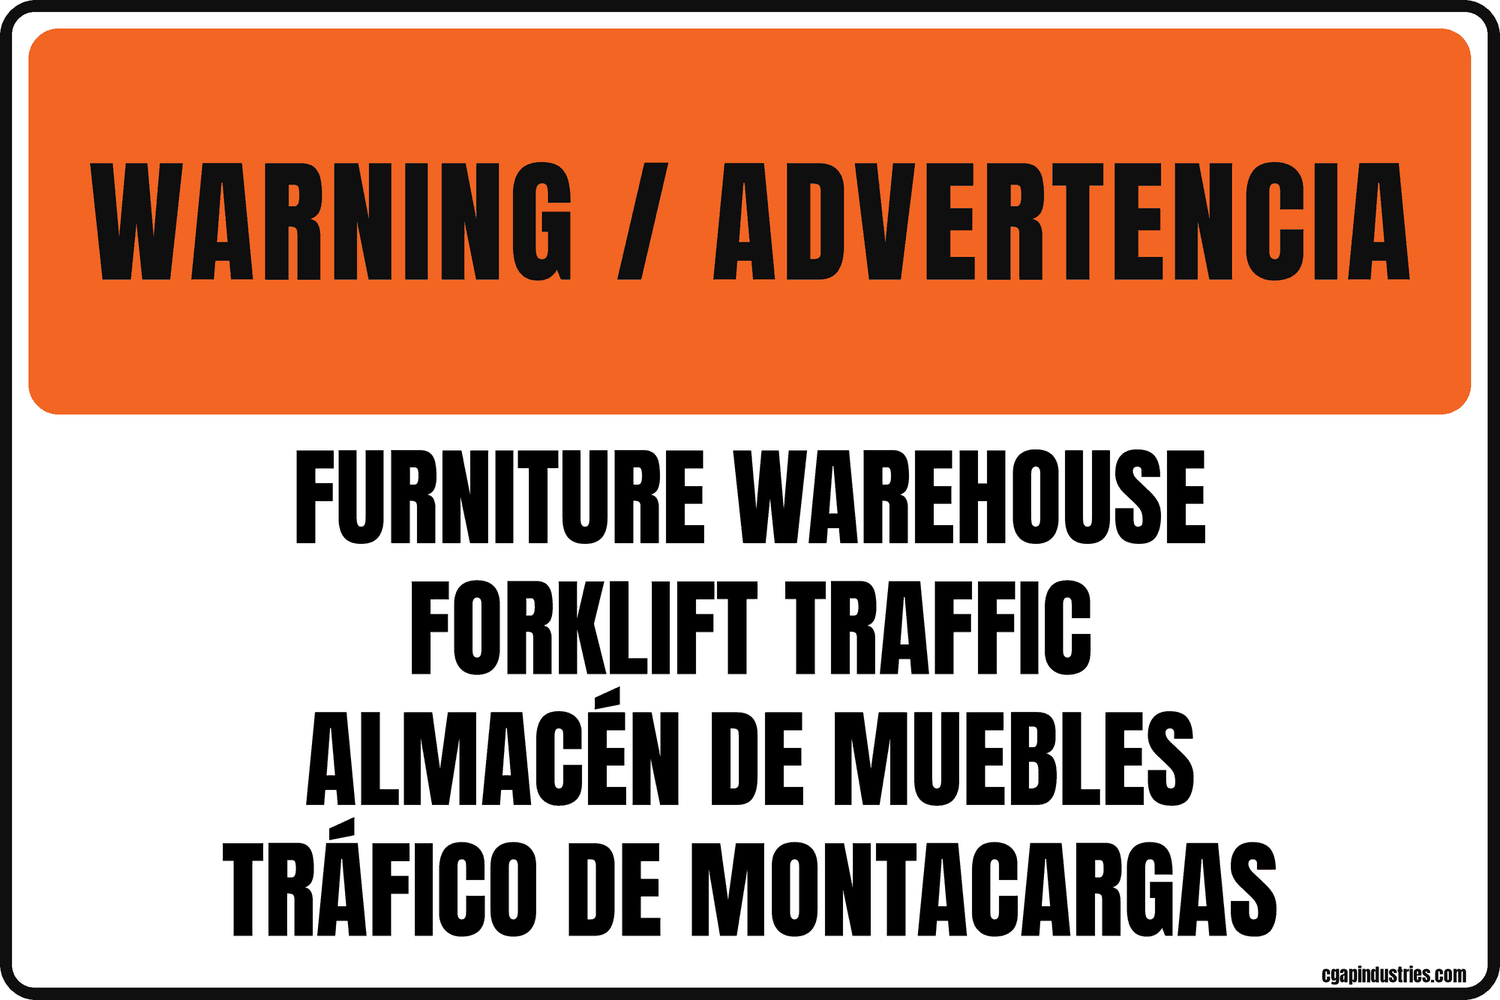 WARNING / ADVERTENCIA
FURNITURE WAREHOUSE
FORKLIFT TRAFFIC
ALMACÉN DE MUEBLES
TRÁFICO DE MONTACARGAS
cgapindustries.com